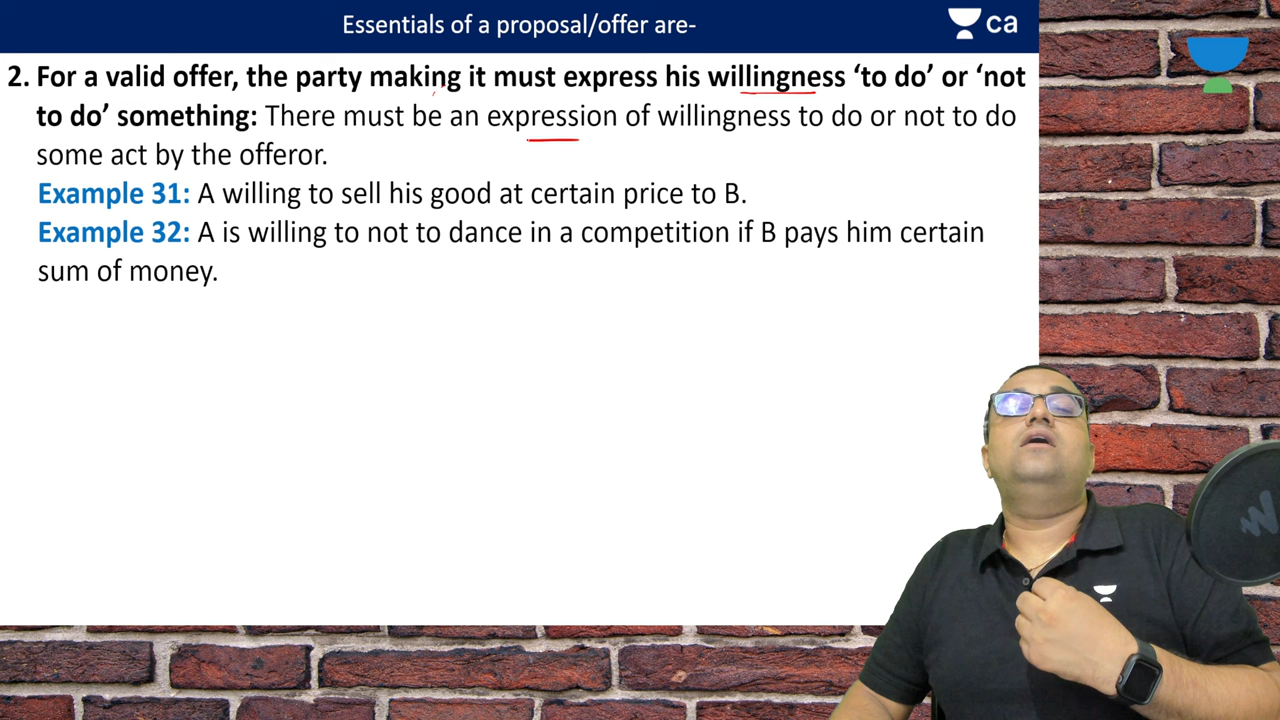 Essentials of a proposal/offer are-
ca
2. For a valid offer, the party making it must express his willingness ‘to do’ or ‘not
to do’ something: There must be an expression of willingness to do or not to do
some act by the offeror.
Example 31: A willing to sell his good at certain price to B.
Example 32: A is willing to not to dance in a competition if B pays him certain
sum of money.